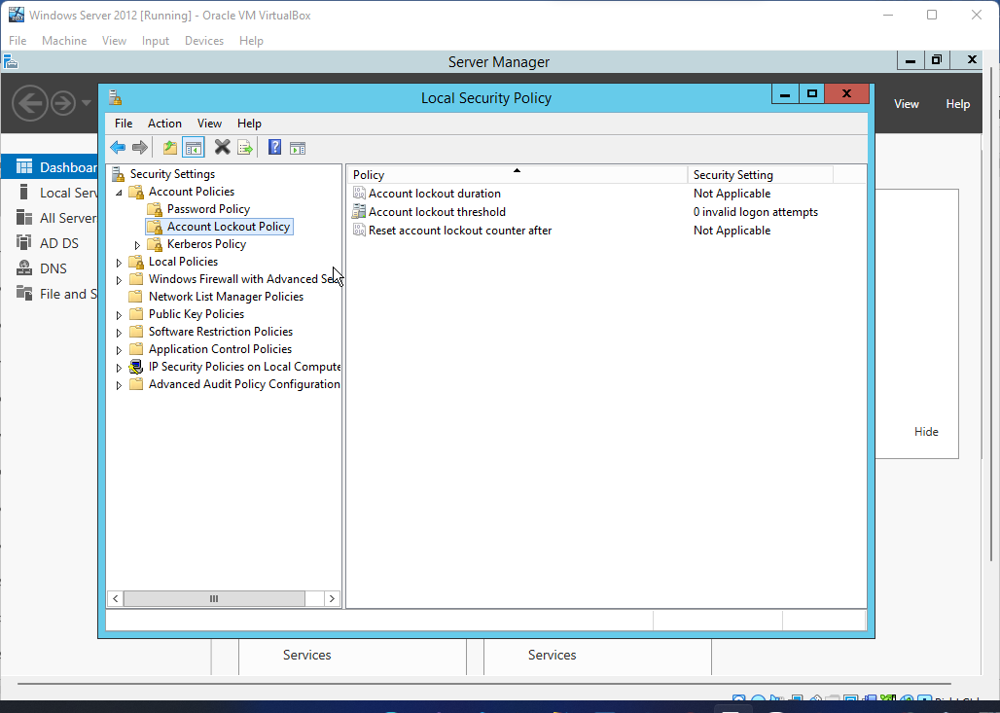 Windows Server 2012 [Running] - Oracle VM VirtualBox
File Machine View Input Devices Help
Server Manager
Local Security Policy
View Help
File Action View Help
Dashboar
Local Serv
All Server
AD DS
DNS
File and S
Security Settings
Account Policies
Password Policy
Account Lockout Policy
Kerberos Policy
Local Policies
Windows Firewall with Advanced Se
Network List Manager Policies
Public Key Policies
Software Restriction Policies
Application Control Policies
IP Security Policies on Local Compute
Advanced Audit Policy Configuration
Policy Security Setting
Account lockout duration Not Applicable
Account lockout threshold 0 invalid logon attempts
Reset account lockout counter after Not Applicable
Hide
Services Services